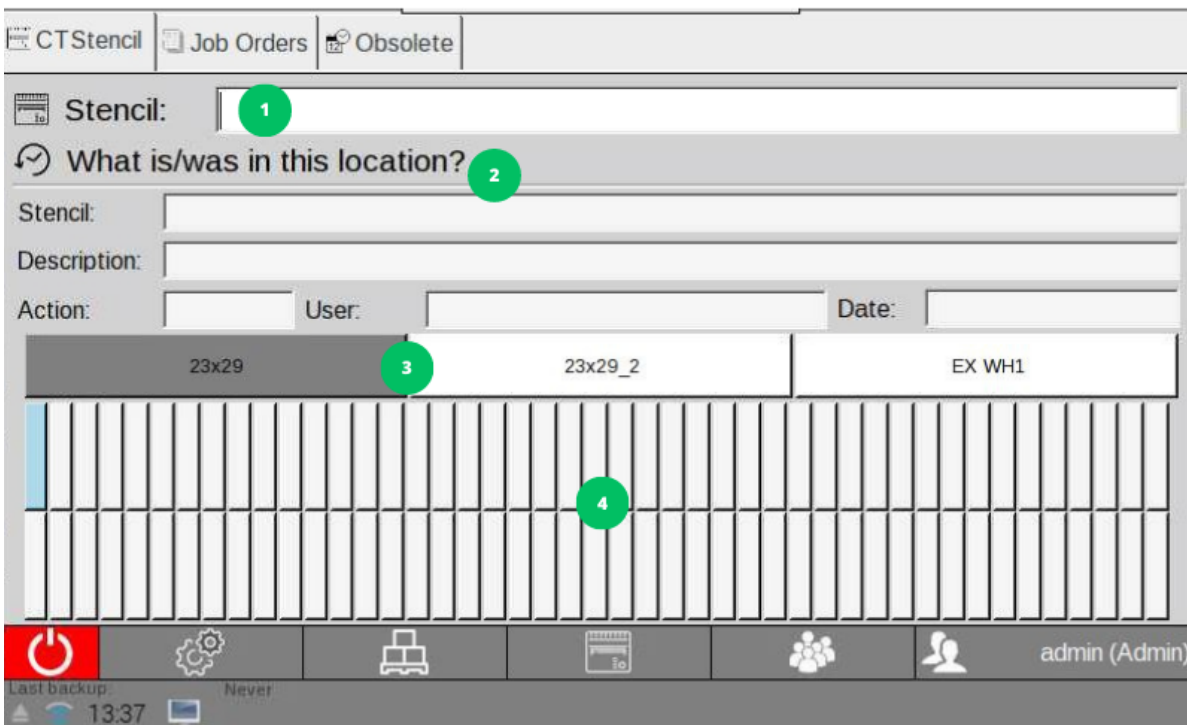 CTStencil Job Orders Obsolete
Stencil: 1
What is/was in this location? 2
Stencil:
Description:
Action: User: Date:
23x29 3 23x29_2 EX WH1
4
admin (Admin)
Last backup: Never
13:37